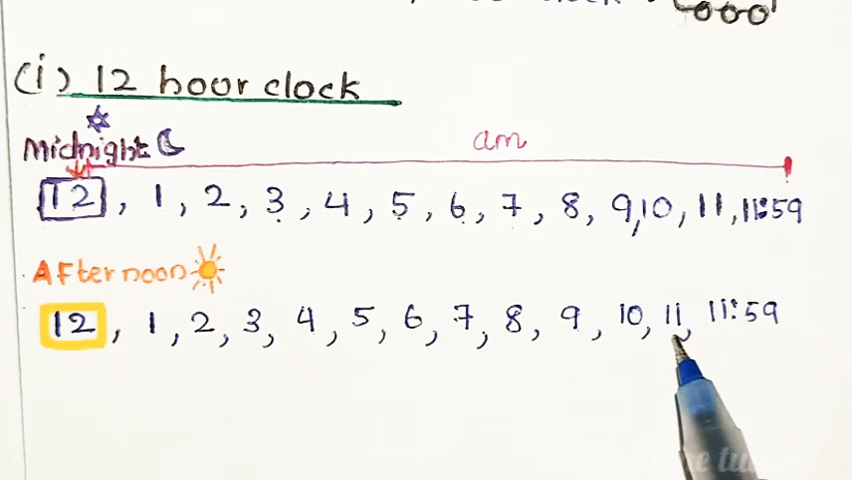 (i) 12 hoor clock
Midnight
am
12, 1, 2, 3, 4, 5, 6, 7, 8, 9, 10, 11, 11:59
Afternoon
12, 1, 2, 3, 4, 5, 6, 7, 8, 9, 10, 11, 11:59